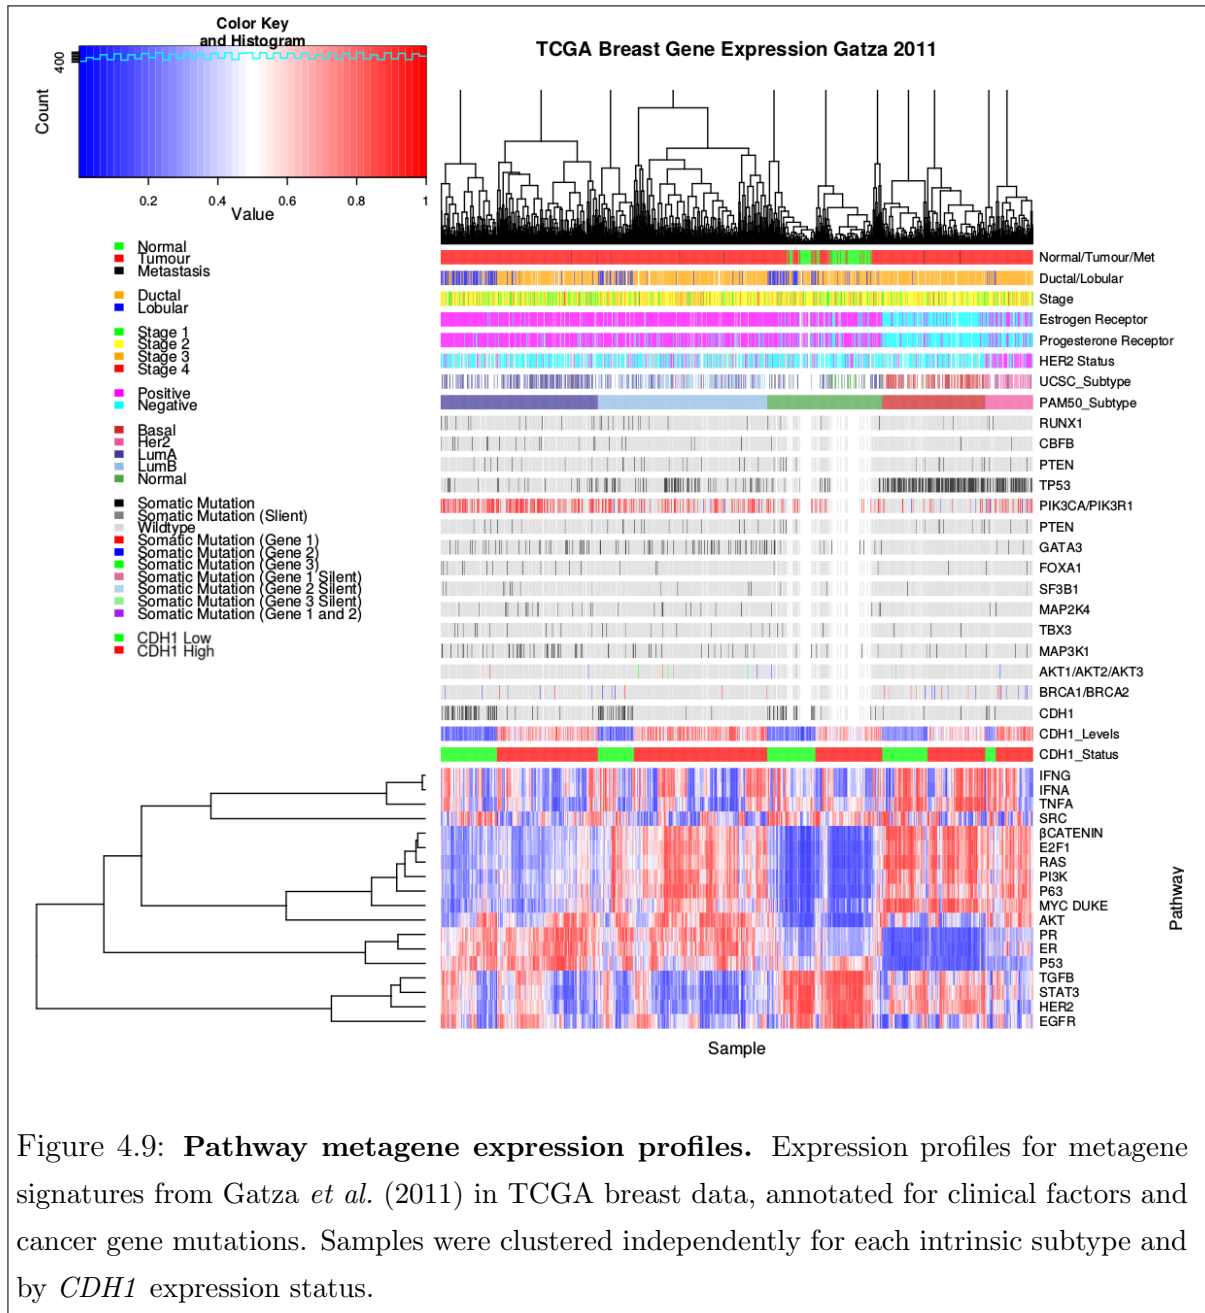 Color Key
and Histogram
400
Count
0.2 0.4 0.6 0.8 1
Value
TCGA Breast Gene Expression Gatza 2011
Normal
Tumour
Metastasis
Ductal
Lobular
Stage 1
Stage 2
Stage 3
Stage 4
Positive
Negative
Basal
Her2
LumA
LumB
Normal
Somatic Mutation
Somatic Mutation (Slient)
Wildtype
Somatic Mutation (Gene 1)
Somatic Mutation (Gene 2)
Somatic Mutation (Gene 3)
Somatic Mutation (Gene 1 Silent)
Somatic Mutation (Gene 2 Silent)
Somatic Mutation (Gene 3 Silent)
Somatic Mutation (Gene 1 and 2)
CDH1 Low
CDH1 High
Normal/Tumour/Met
Ductal/Lobular
Stage
Estrogen Receptor
Progesterone Receptor
HER2 Status
UCSC_Subtype
PAM50_Subtype
RUNX1
CBFB
PTEN
TP53
PIK3CA/PIK3R1
PTEN
GATA3
FOXA1
SF3B1
MAP2K4
TBX3
MAP3K1
AKT1/AKT2/AKT3
BRCA1/BRCA2
CDH1
CDH1_Levels
CDH1_Status
IFNG
IFNA
TNFA
SRC
βCATENIN
E2F1
RAS
PI3K
P63
MYC DUKE
AKT
PR
ER
P53
TGFB
STAT3
HER2
EGFR
Pathway
Sample
Figure 4.9: Pathway metagene expression profiles. Expression profiles for metagene
signatures from Gatza et al. (2011) in TCGA breast data, annotated for clinical factors and
cancer gene mutations. Samples were clustered independently for each intrinsic subtype and
by CDH1 expression status.